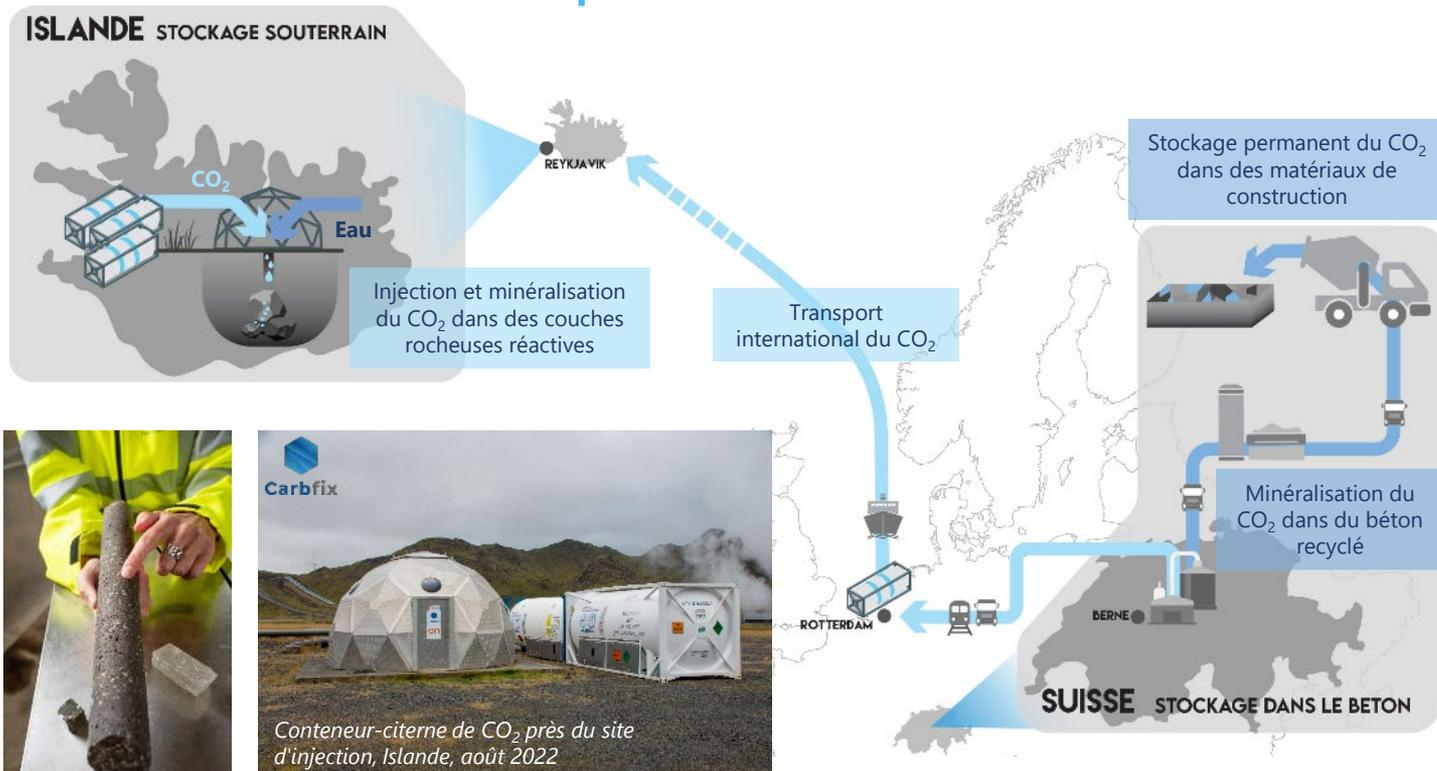 ISLANDE STOCKAGE SOUTERRAIN
CO₂
Eau
Injection et minéralisation
du CO₂ dans des couches
rocheuses réactives
REYKJAVIK
Transport
international du CO₂
Stockage permanent du CO₂
dans des matériaux de
construction
Minéralisation du
CO₂ dans du béton
recyclé
ROTTERDAM
BERNE
SUISSE STOCKAGE DANS LE BETON
Carbfix
Conteneur-citerne de CO₂ près du site
d'injection, Islande, août 2022